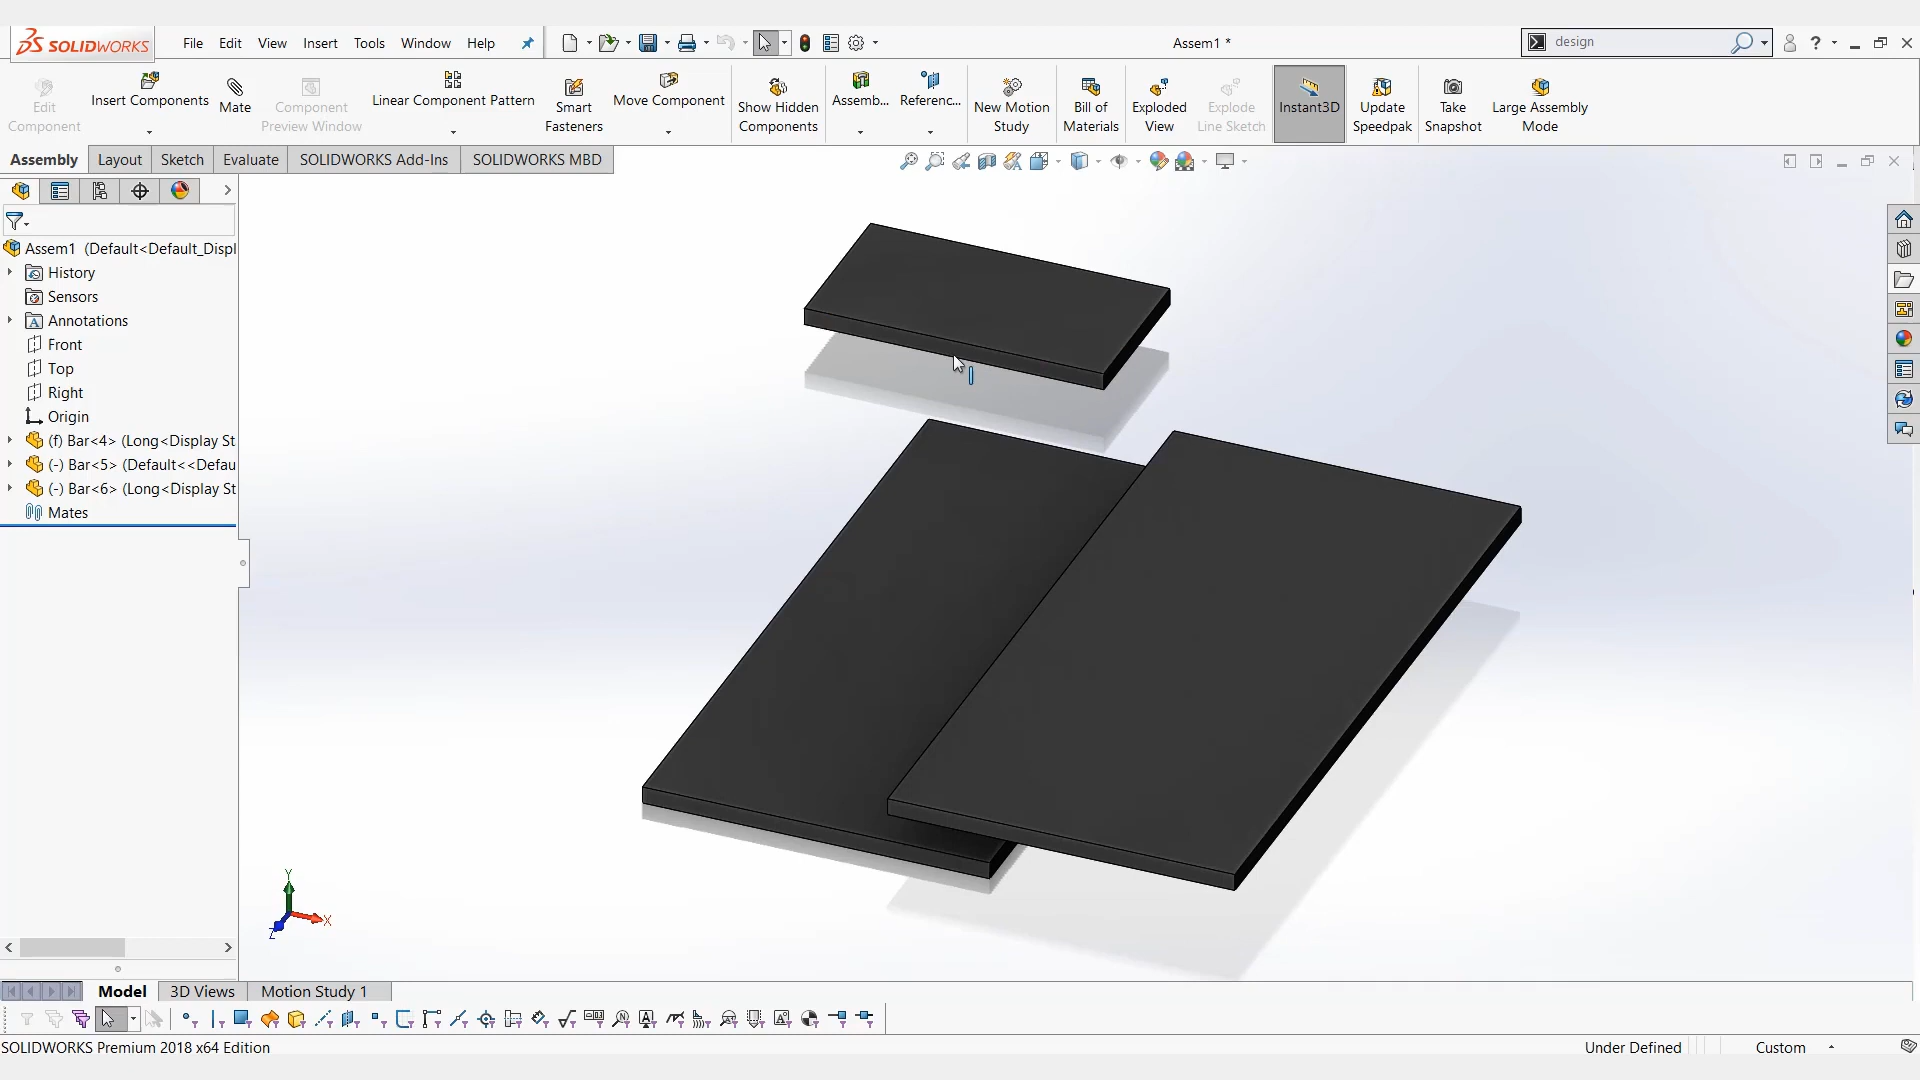 SOLIDWORKS File Edit View Insert Tools Window Help Assem1 * design
Edit Component Insert Components Mate Component Preview Window Linear Component Pattern Smart Fasteners Move Component Show Hidden Components Assemb... Referenc... New Motion Study Bill of Materials Exploded View Explode Line Sketch Instant3D Update Speedpak Take Snapshot Large Assembly Mode
Assembly Layout Sketch Evaluate SOLIDWORKS Add-Ins SOLIDWORKS MBD
Assem1 (Default<Default_Displ
History
Sensors
Annotations
Front
Top
Right
Origin
(f) Bar<4> (Long<Display St
(-) Bar<5> (Default<<Defau
(-) Bar<6> (Long<Display St
Mates
Y
X
Z
Model 3D Views Motion Study 1
SOLIDWORKS Premium 2018 x64 Edition Under Defined Custom